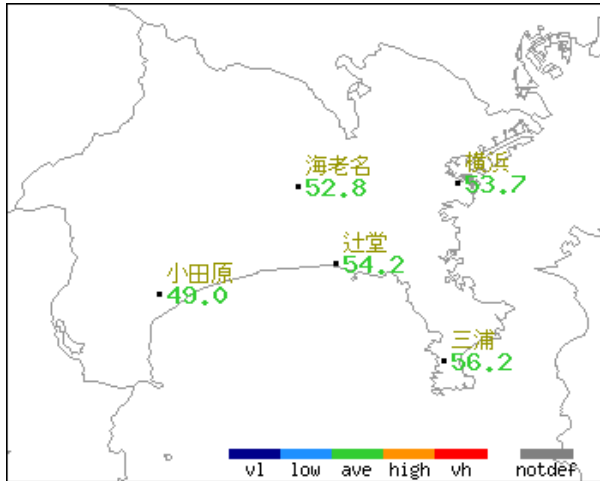 海老名
52.8
横浜
53.7
辻堂
54.2
小田原
49.0
三浦
56.2
vl low ave high vh notdef